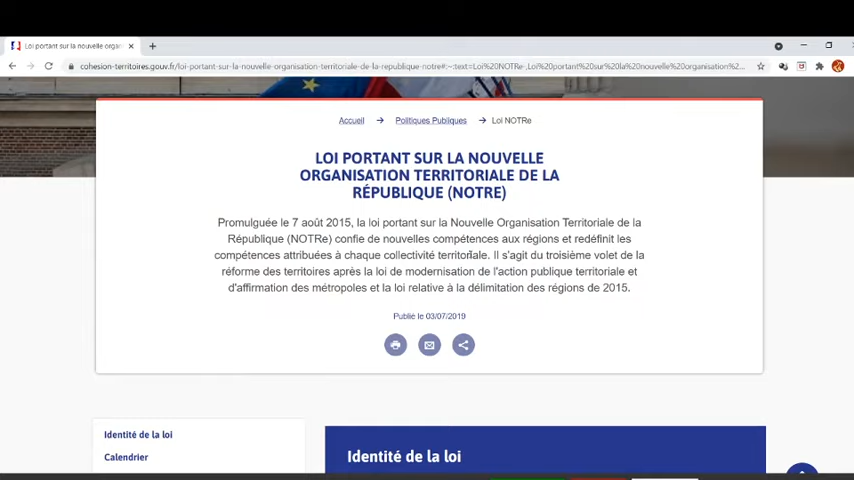 Loi portant sur la nouvelle organ
cohesion-territoires.gouv.fr/loi-portant-sur-la-nouvelle-organisation-territoriale-de-la-republique-notre#:~:text=Loi%20NOTRe-,Loi%20portant%20sur%20la%20nouvelle%20organisation%2...
Accueil → Politiques Publiques → Loi NOTRe
LOI PORTANT SUR LA NOUVELLE
ORGANISATION TERRITORIALE DE LA
RÉPUBLIQUE (NOTRE)
Promulguée le 7 août 2015, la loi portant sur la Nouvelle Organisation Territoriale de la
République (NOTRe) confie de nouvelles compétences aux régions et redéfinit les
compétences attribuées à chaque collectivité territoriale. Il s'agit du troisième volet de la
réforme des territoires après la loi de modernisation de l'action publique territoriale et
d'affirmation des métropoles et la loi relative à la délimitation des régions de 2015.
Publié le 03/07/2019
Identité de la loi
Calendrier
Identité de la loi